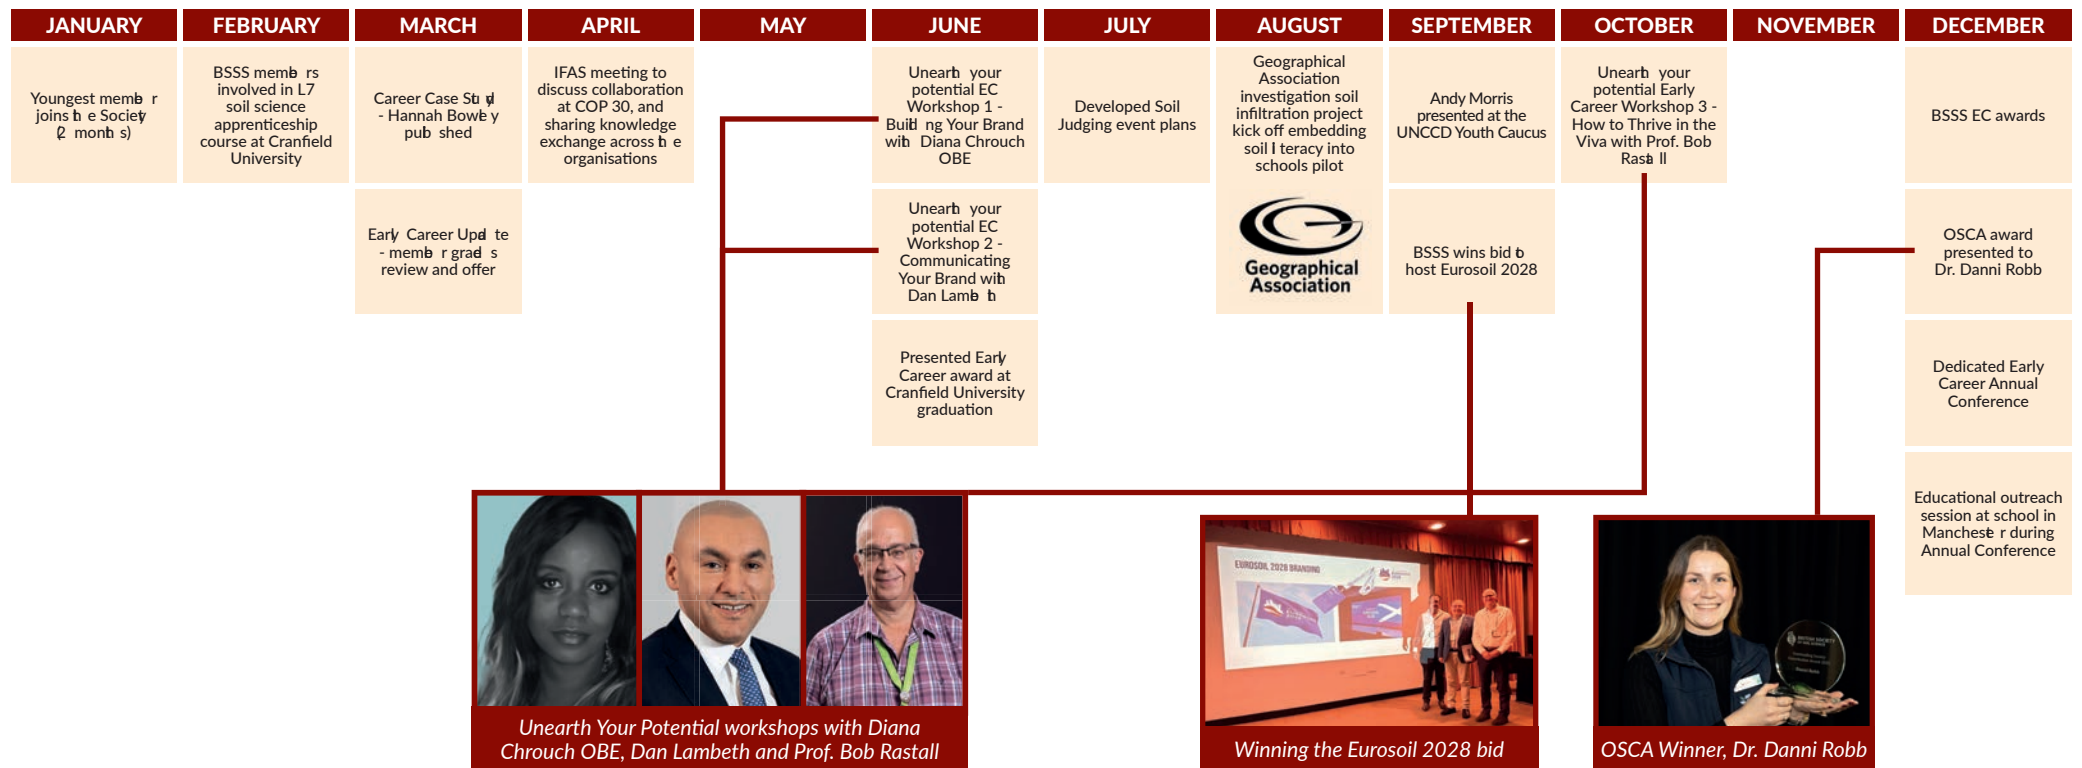 JANUARY
FEBRUARY
MARCH
APRIL
MAY
JUNE
JULY
AUGUST
SEPTEMBER
OCTOBER
NOVEMBER
DECEMBER
Youngest member
joins the Society
(2 months)
BSSS members
involved in L7
soil science
apprenticeship
course at Cranfield
University
Career Case Study
- Hannah Bowley
published
Early Career Update
- member grades
review and offer
IFAS meeting to
discuss collaboration
at COP 30, and
sharing knowledge
exchange across the
organisations
Unearth your
potential EC
Workshop 1 -
Building Your Brand
with Diana Chrouch
OBE
Unearth your
potential EC
Workshop 2 -
Communicating
Your Brand with
Dan Lambeth
Presented Early
Career award at
Cranfield University
graduation
Developed Soil
Judging event plans
Geographical
Association
investigation soil
infiltration project
kick off embedding
soil literacy into
schools pilot
Geographical
Association
Andy Morris
presented at the
UNCCD Youth Caucus
BSSS wins bid to
host Eurosoil 2028
Unearth your
potential Early
Career Workshop 3 -
How to Thrive in the
Viva with Prof. Bob
Rastall
BSSS EC awards
OSCA award
presented to
Dr. Danni Robb
Dedicated Early
Career Annual
Conference
Educational outreach
session at school in
Manchester during
Annual Conference
EUROSOIL 2028 BRANDING
BRITISH SOCIETY
Unearth Your Potential workshops with Diana
Chrouch OBE, Dan Lambeth and Prof. Bob Rastall
Winning the Eurosoil 2028 bid
OSCA Winner, Dr. Danni Robb